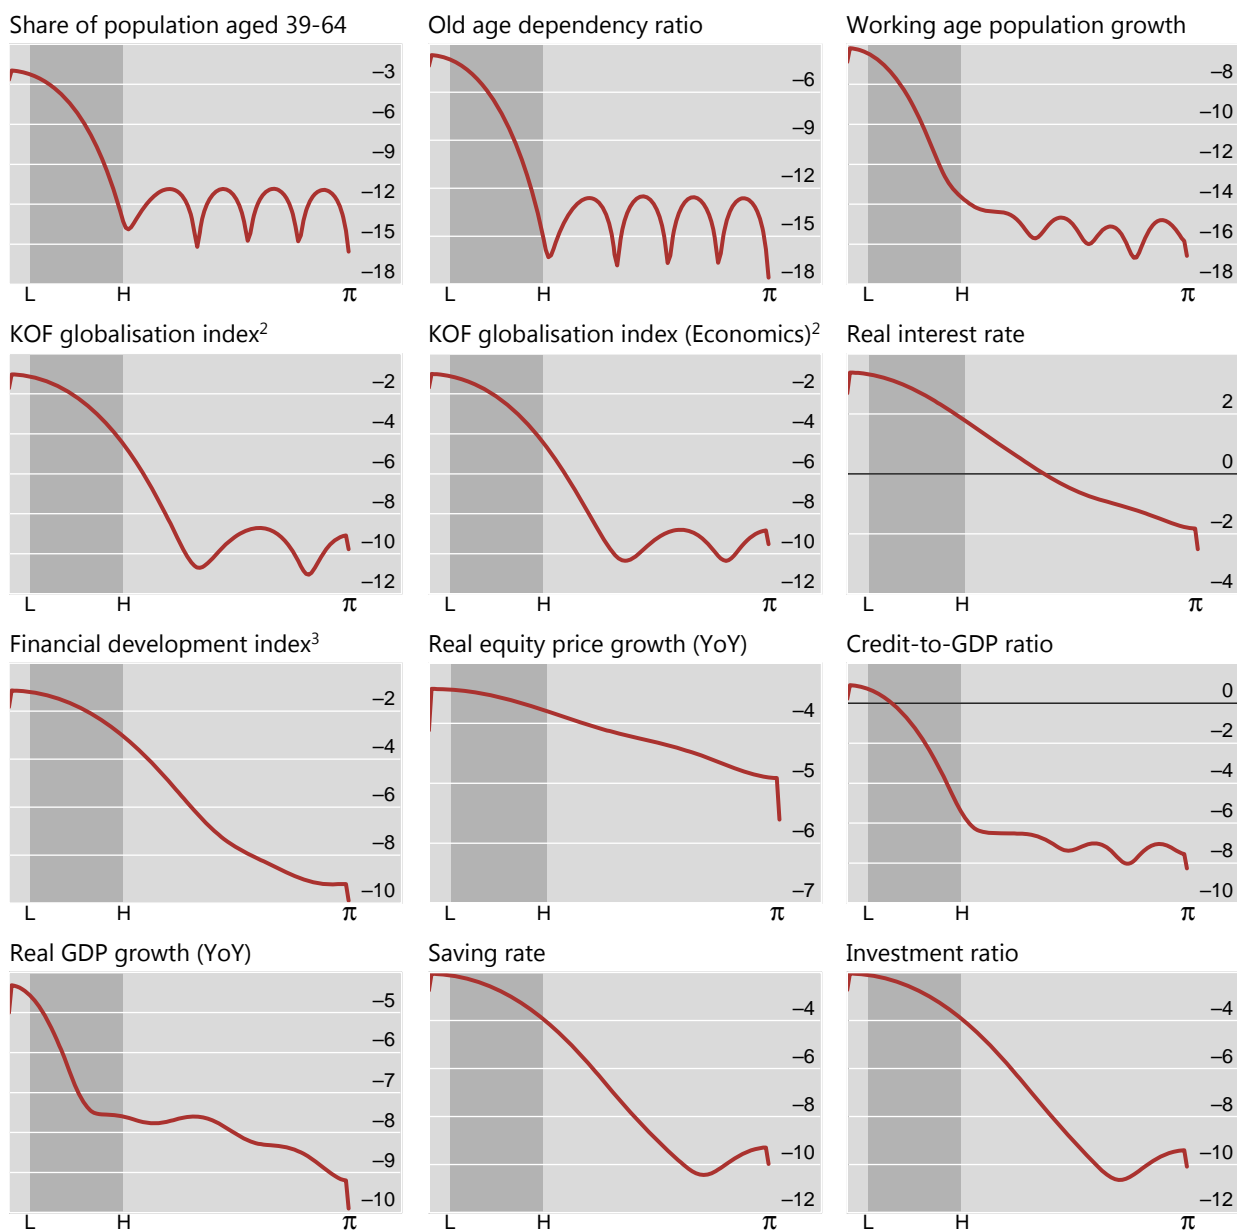 Share of population aged 39-64
–3
–6
–9
–12
–15
–18
L H π
Old age dependency ratio
–6
–9
–12
–15
–18
L H π
Working age population growth
–8
–10
–12
–14
–16
–18
L H π
KOF globalisation index²
–2
–4
–6
–8
–10
–12
L H π
KOF globalisation index (Economics)²
–2
–4
–6
–8
–10
–12
L H π
Real interest rate
2
0
–2
–4
L H π
Financial development index³
–2
–4
–6
–8
–10
L H π
Real equity price growth (YoY)
–4
–5
–6
–7
L H π
Credit-to-GDP ratio
0
–2
–4
–6
–8
–10
L H π
Real GDP growth (YoY)
–5
–6
–7
–8
–9
–10
L H π
Saving rate
–4
–6
–8
–10
–12
L H π
Investment ratio
–4
–6
–8
–10
–12
L H π